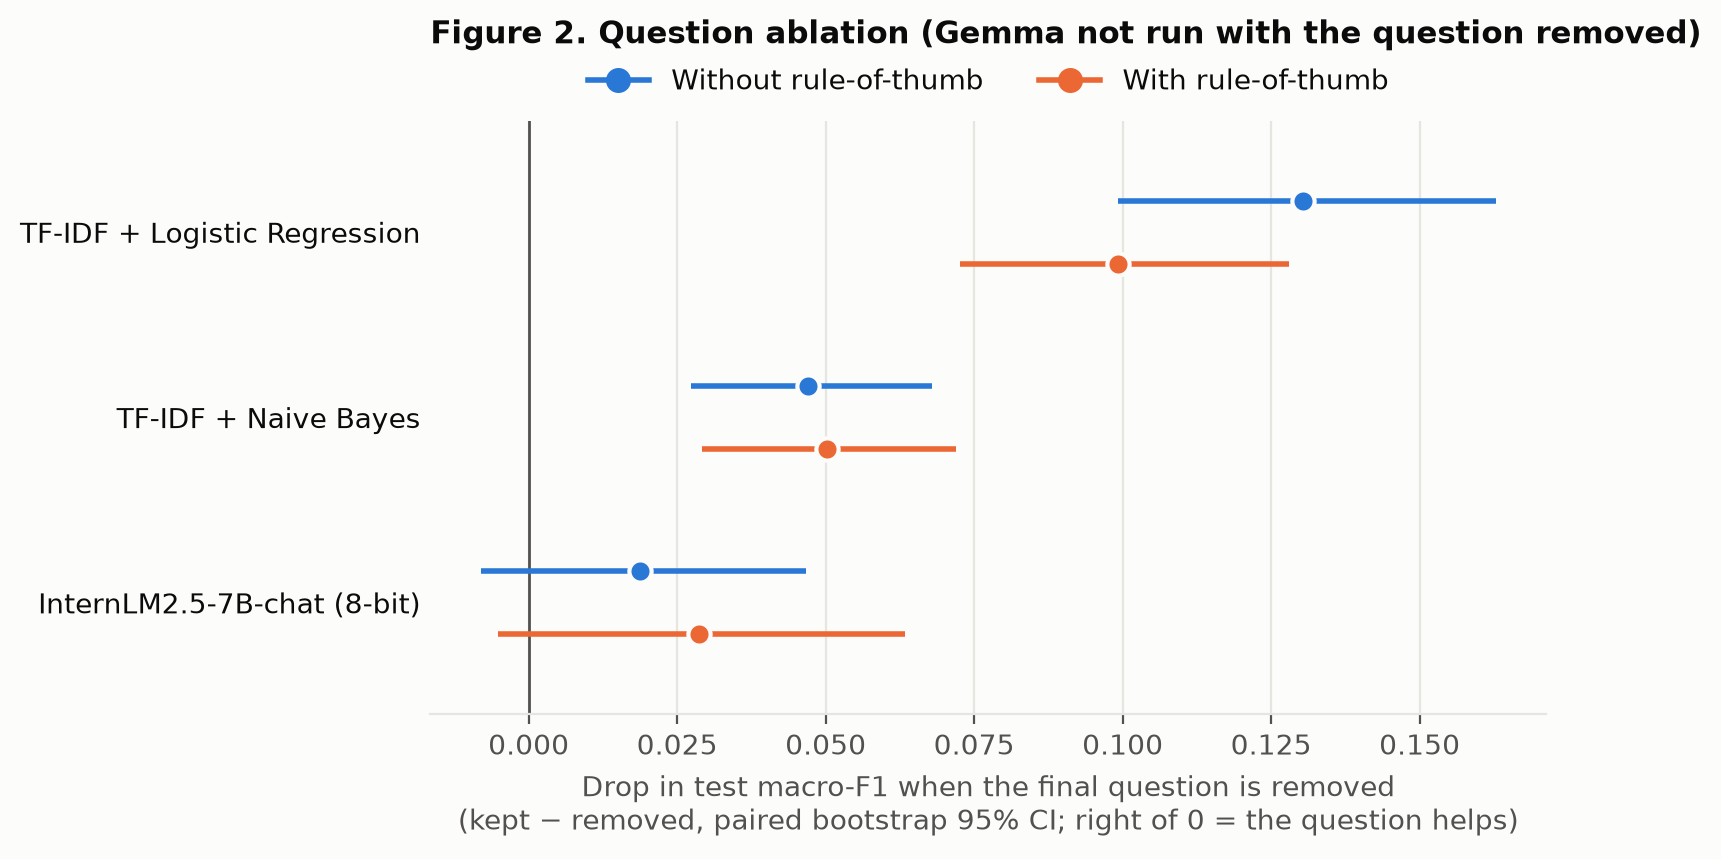 Figure 2. Question ablation (Gemma not run with the question removed)
Without rule-of-thumb
With rule-of-thumb
TF-IDF + Logistic Regression
TF-IDF + Naive Bayes
InternLM2.5-7B-chat (8-bit)
0.000 0.025 0.050 0.075 0.100 0.125 0.150
Drop in test macro-F1 when the final question is removed
(kept − removed, paired bootstrap 95% CI; right of 0 = the question helps)